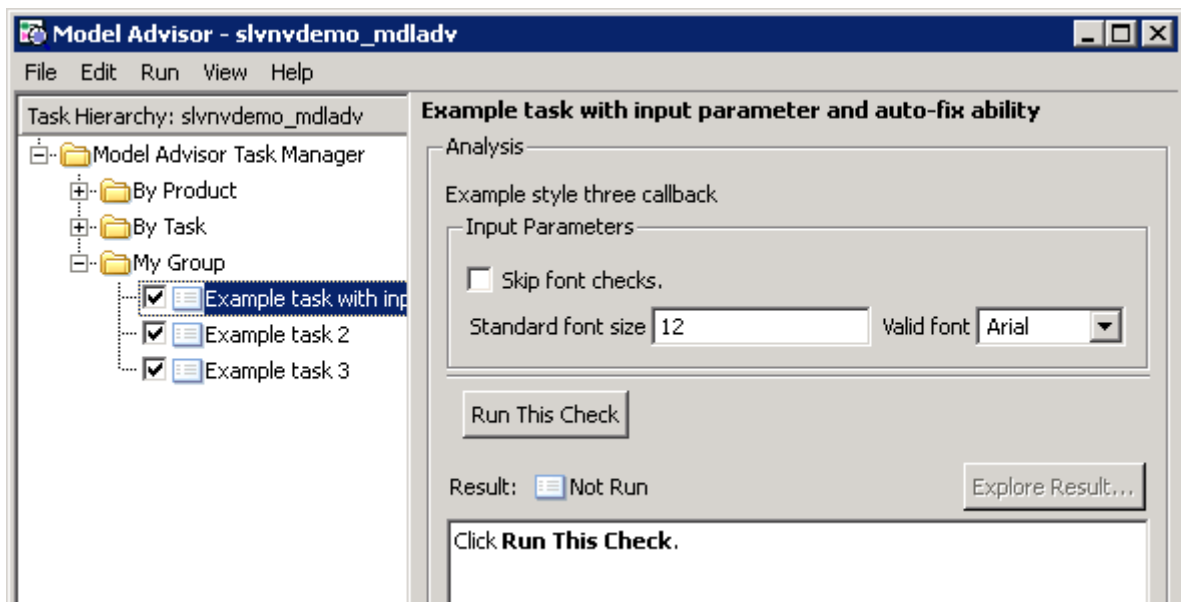 Model Advisor - slvnvdemo_mdladv
File Edit Run View Help
Task Hierarchy: slvnvdemo_mdladv
Model Advisor Task Manager
By Product
By Task
My Group
Example task with inp
Example task 2
Example task 3
Example task with input parameter and auto-fix ability
Analysis
Example style three callback
Input Parameters
Skip font checks.
Standard font size 12 Valid font Arial
Run This Check
Result: Not Run Explore Result...
Click Run This Check.